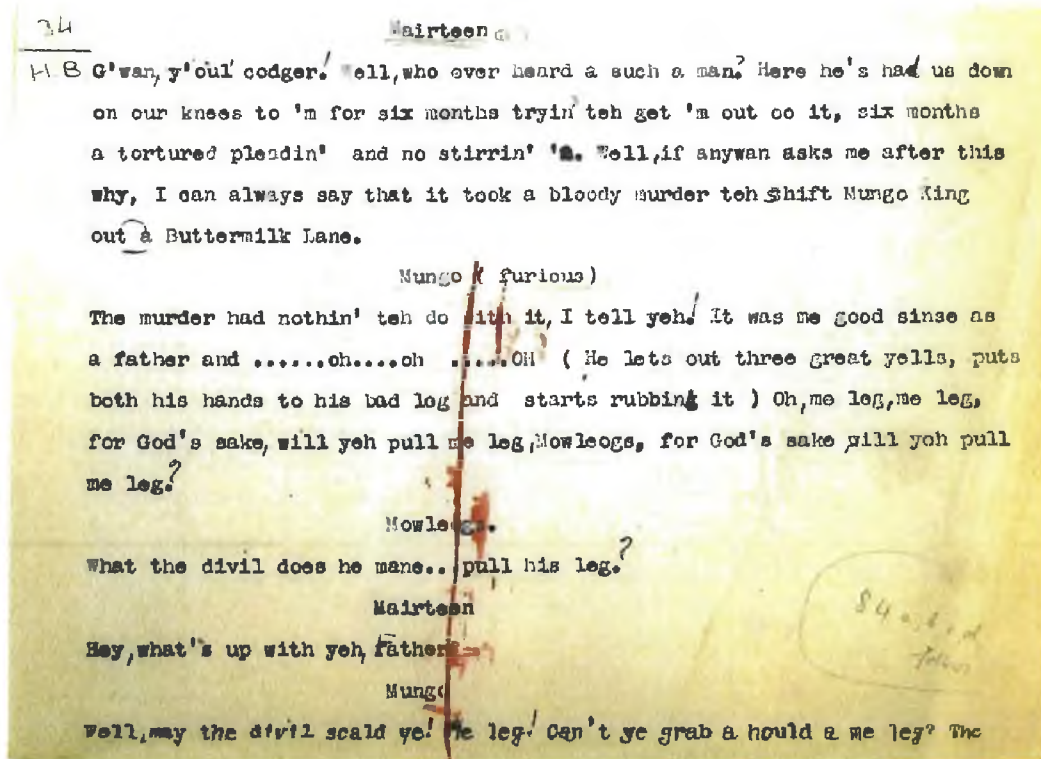 34
Mairteen
H.B G'wan, y'oul' codger! Well, who ever heard a such a man? Here he's had us down
on our knees to 'm for six months tryin' teh get 'm out oo it, six months
a tortured pleadin' and no stirrin' 'm. Well, if anywan asks me after this
why, I can always say that it took a bloody murder teh shift Mungo King
out a Buttermilk Lane.
Mungo ( furious)
The murder had nothin' teh do with it, I tell yeh! It was me good sinse as
a father and .......oh....oh ......OH ( He lets out three great yells, puts
both his hands to his bad leg and starts rubbing it ) Oh, me leg, me leg,
for God's sake, will yeh pull me leg, Mowleogs, for God's sake will yeh pull
me leg?
Mowleogs.
What the divil does he mane.. pull his leg?
Mairteen
Hey, what's up with yeh, Father
Mungo
Well, may the divil scald ye! Me leg! Can't ye grab a hould a me leg? The
84